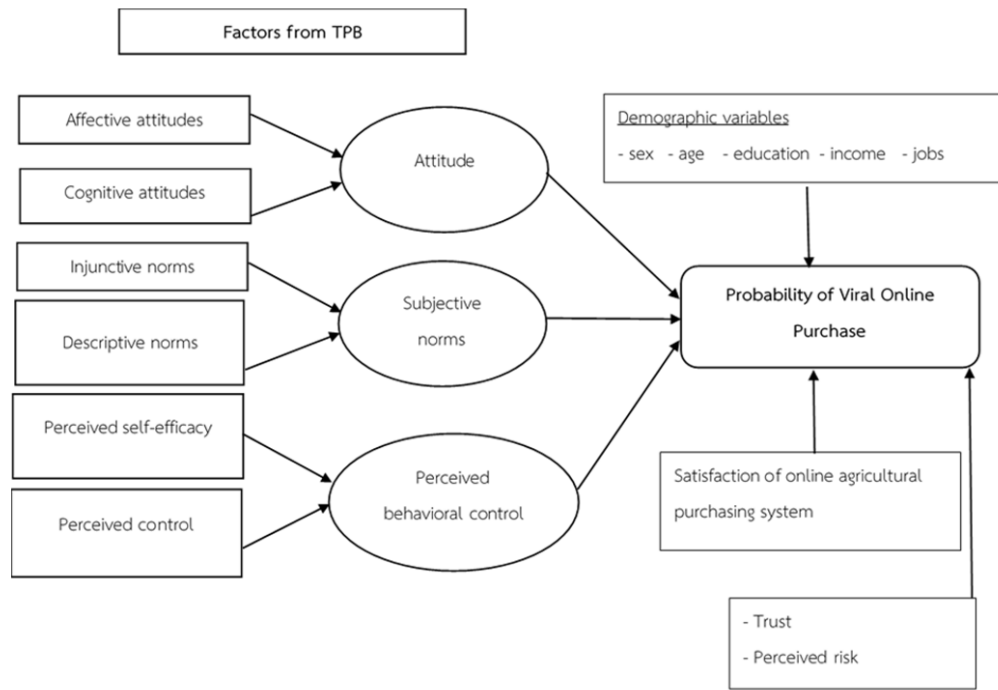 Factors from TPB
Affective attitudes
Cognitive attitudes
Injunctive norms
Descriptive norms
Perceived self-efficacy
Perceived control
Attitude
Subjective
norms
Perceived
behavioral control
Demographic variables
- sex - age - education - income - jobs
Probability of Viral Online
Purchase
Satisfaction of online agricultural
purchasing system
- Trust
- Perceived risk